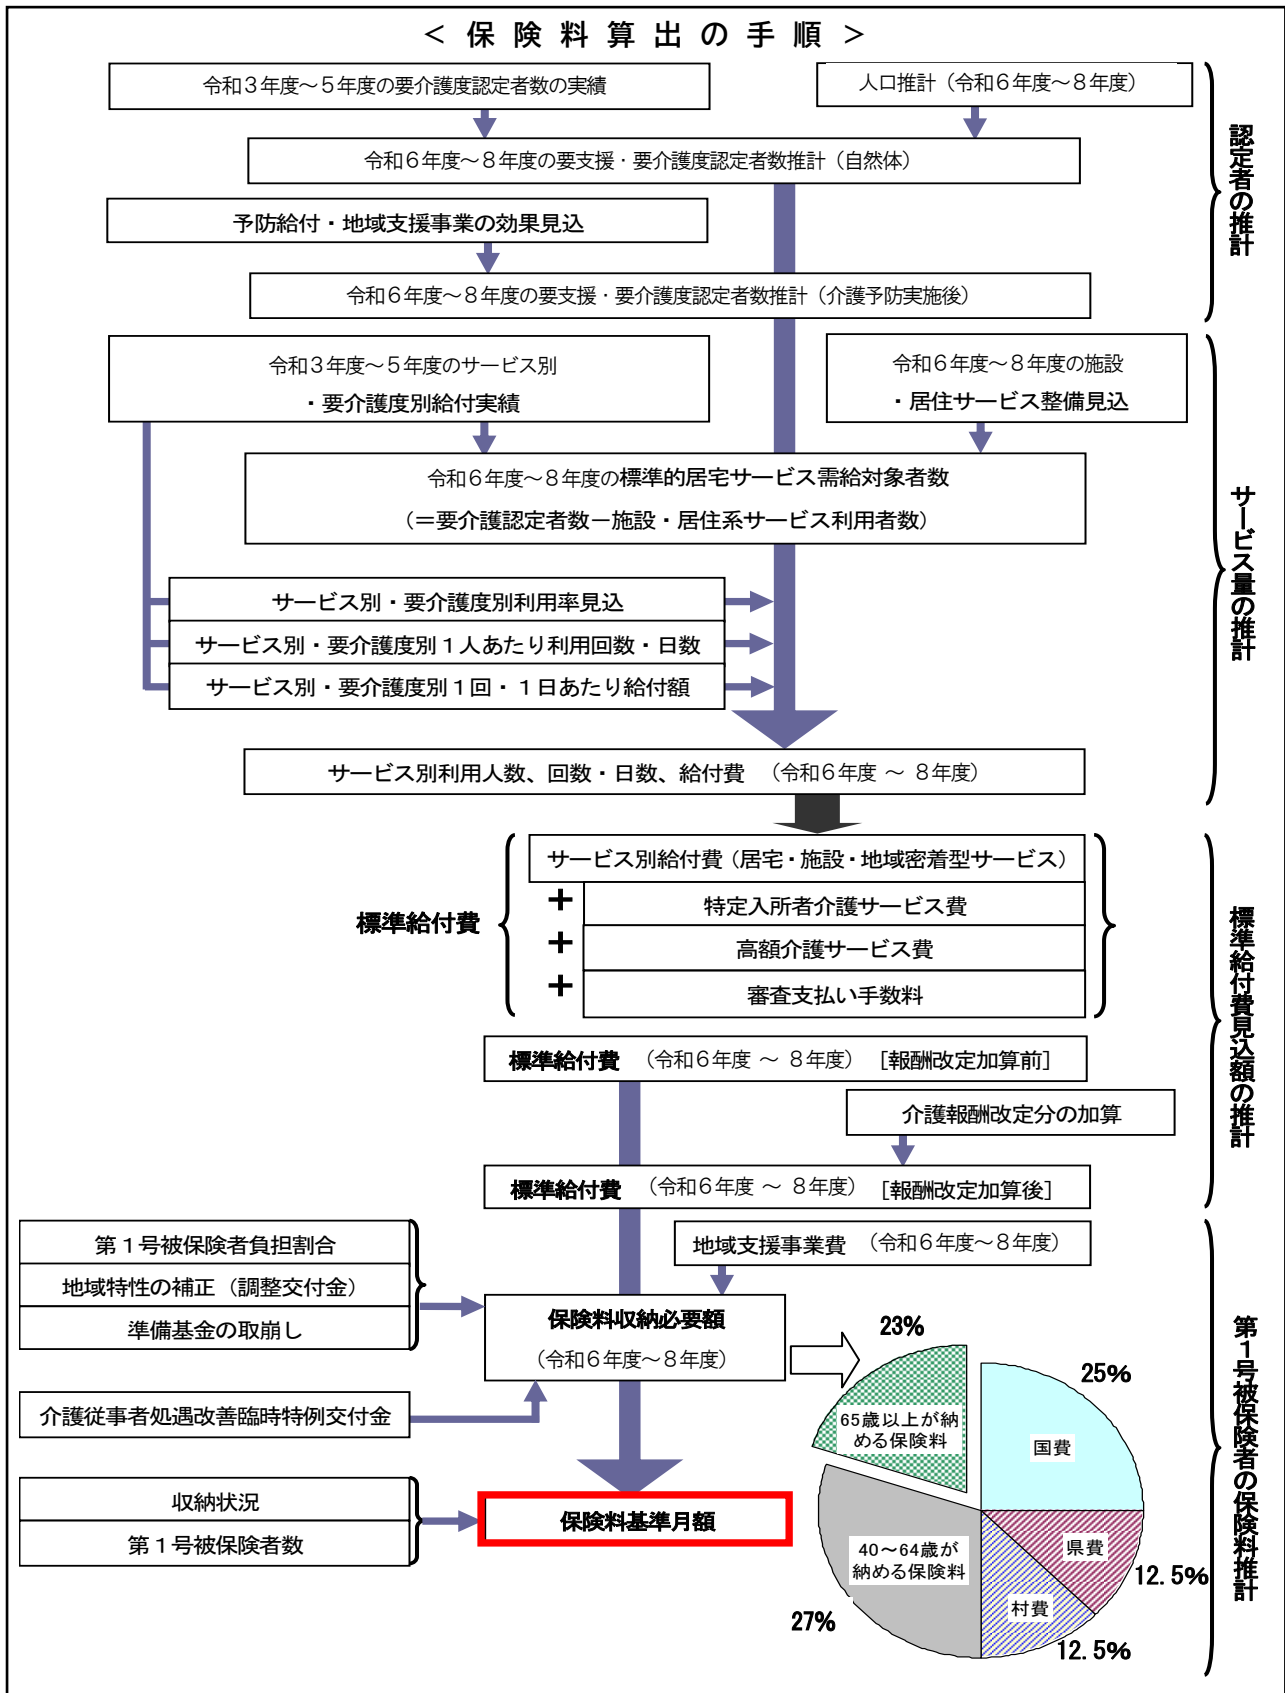 ＜ 保 険 料 算 出 の 手 順 ＞
令和３年度～５年度の要介護度認定者数の実績
人口推計（令和６年度～８年度）
令和６年度～８年度の要支援・要介護度認定者数推計（自然体）
予防給付・地域支援事業の効果見込
令和６年度～８年度の要支援・要介護度認定者数推計（介護予防実施後）
認定者の推計
令和３年度～５年度のサービス別
・要介護度別給付実績
令和６年度～８年度の施設
・居住サービス整備見込
令和６年度～８年度の標準的居宅サービス需給対象者数
（＝要介護認定者数－施設・居住系サービス利用者数）
サービス別・要介護度別利用率見込
サービス別・要介護度別１人あたり利用回数・日数
サービス別・要介護度別１回・１日あたり給付額
サービス別利用人数、回数・日数、給付費 （令和６年度 ～ ８年度）
サービス量の推計
標準給付費
サービス別給付費（居宅・施設・地域密着型サービス）
＋ 特定入所者介護サービス費
＋ 高額介護サービス費
＋ 審査支払い手数料
標準給付費 （令和６年度 ～ ８年度） ［報酬改定加算前］
介護報酬改定分の加算
標準給付費 （令和６年度 ～ ８年度） ［報酬改定加算後］
標準給付費見込額の推計
第１号被保険者負担割合
地域特性の補正（調整交付金）
準備基金の取崩し
地域支援事業費 （令和６年度～８年度）
保険料収納必要額
（令和６年度～８年度）
介護従事者処遇改善臨時特例交付金
収納状況
第１号被保険者数
保険料基準月額
23%
65歳以上が納
める保険料
25%
国費
県費
12.5%
村費
12.5%
40～64歳が
納める保険料
27%
第１号被保険者の保険料推計